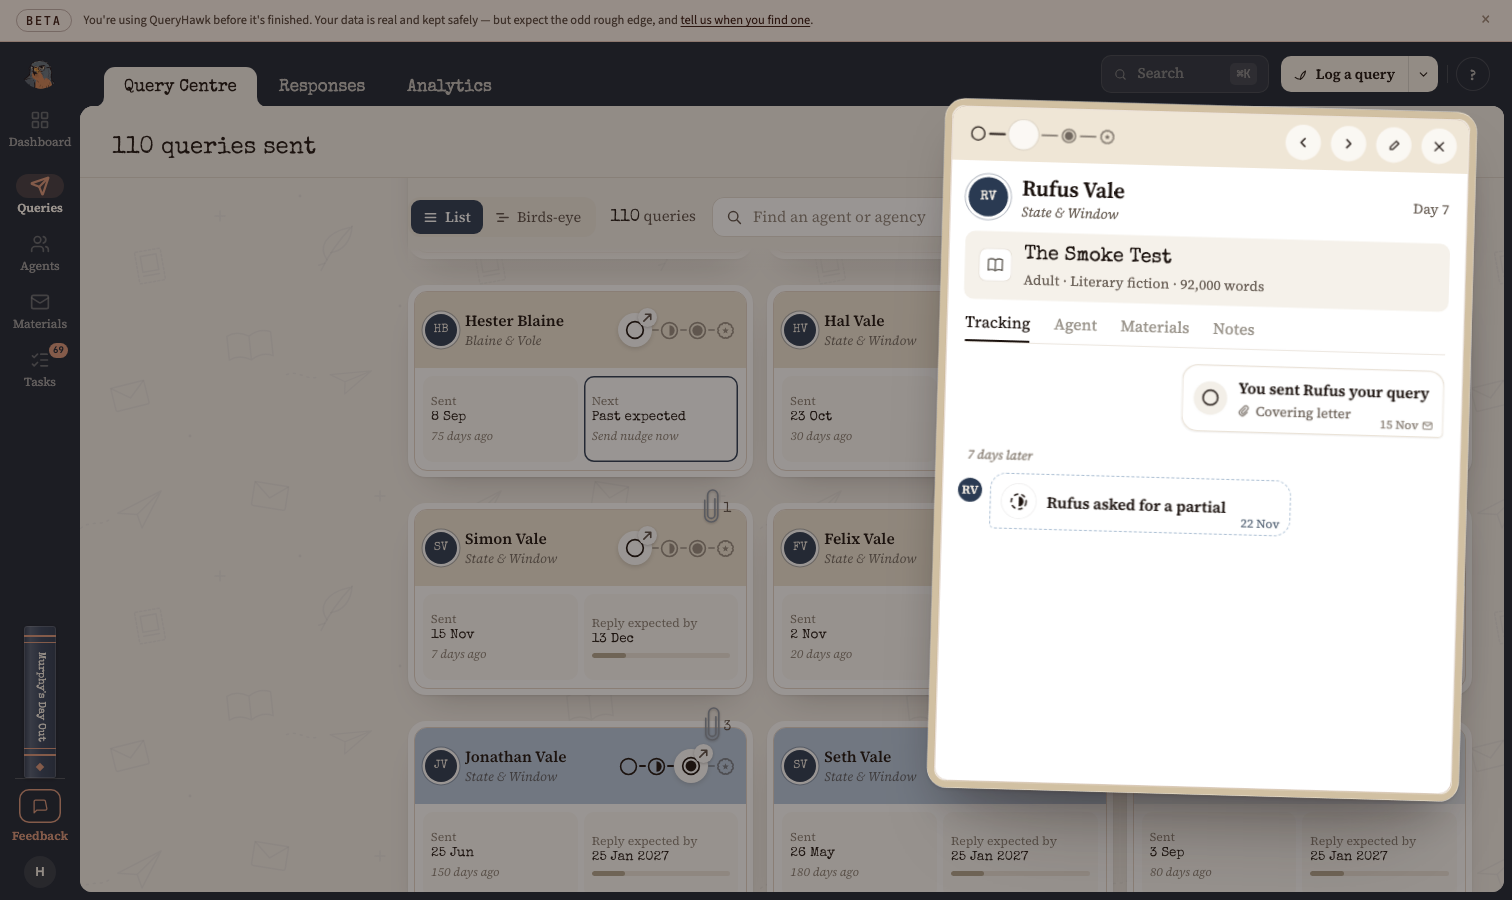 BETA
You're using QueryHawk before it's finished. Your data is real and kept safely — but expect the odd rough edge, and tell us when you find one.
Query Centre
Responses
Analytics
Search
⌘K
Log a query
?
Dashboard
Queries
Agents
Materials
69
Tasks
Murphy's Day Out
Feedback
H
110 queries sent
List
Birds-eye
110 queries
Find an agent or agency
HB
Hester Blaine
Blaine & Vole
Sent
8 Sep
75 days ago
Next
Past expected
Send nudge now
HV
Hal Vale
State & Window
Sent
23 Oct
30 days ago
1
SV
Simon Vale
State & Window
Sent
15 Nov
7 days ago
Reply expected by
13 Dec
FV
Felix Vale
State & Window
Sent
2 Nov
20 days ago
3
JV
Jonathan Vale
State & Window
Sent
25 Jun
150 days ago
Reply expected by
25 Jan 2027
SV
Seth Vale
State & Window
Sent
26 May
180 days ago
Reply expected by
25 Jan 2027
Sent
3 Sep
80 days ago
Reply expected by
25 Jan 2027
RV
Rufus Vale
State & Window
Day 7
The Smoke Test
Adult · Literary fiction · 92,000 words
Tracking
Agent
Materials
Notes
You sent Rufus your query
Covering letter
15 Nov
7 days later
RV
Rufus asked for a partial
22 Nov